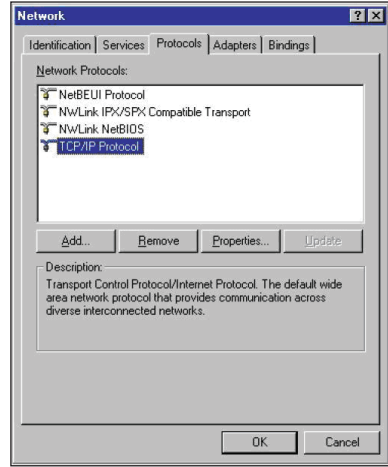 Network
Identification Services Protocols Adapters Bindings
Network Protocols:
NetBEUI Protocol
NWLink IPX/SPX Compatible Transport
NWLink NetBIOS
TCP/IP Protocol
Add... Remove Properties... Update
Description:
Transport Control Protocol/Internet Protocol. The default wide
area network protocol that provides communication across
diverse interconnected networks.
OK Cancel